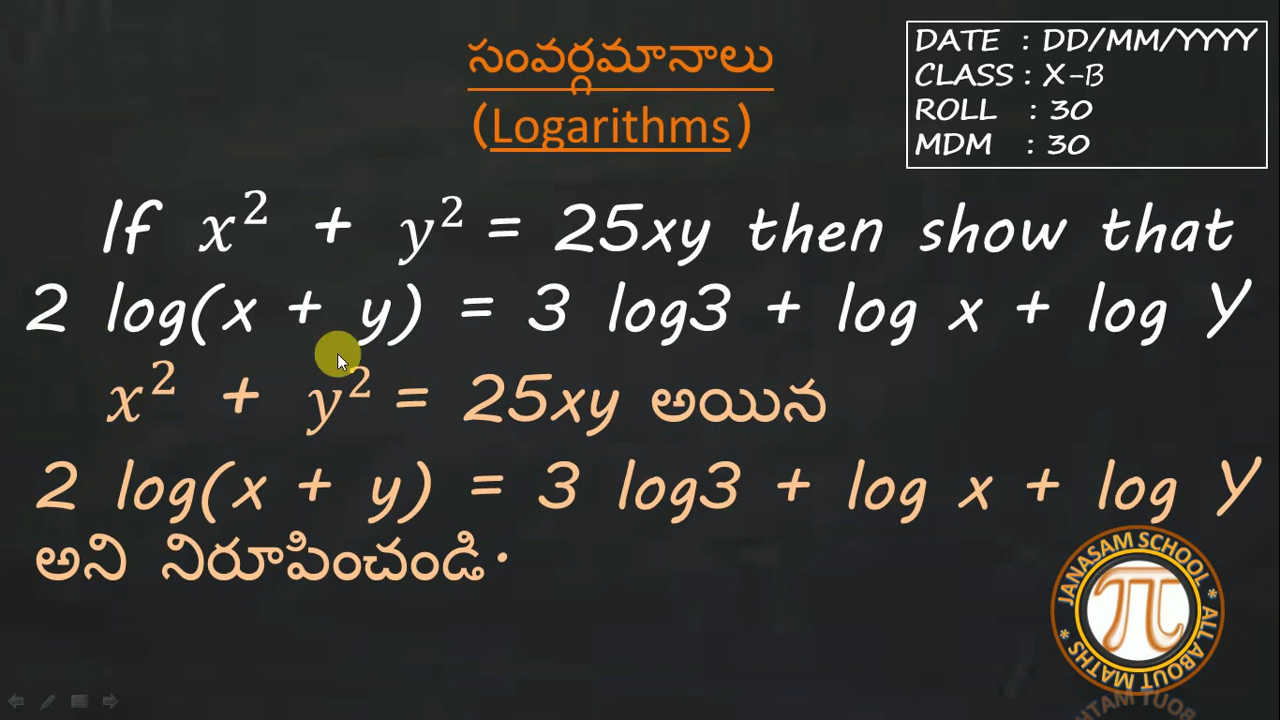 సంవర్గమానాలు
(Logarithms)
DATE : DD/MM/YYYY
CLASS : X-B
ROLL : 30
MDM : 30
If x² + y² = 25xy then show that
2 log(x + y) = 3 log3 + log x + log Y
x² + y² = 25xy అయిన
2 log(x + y) = 3 log3 + log x + log Y
అని నిరూపించండి.
JANASAM SCHOOL
* ALL ABOUT MATHS *
π